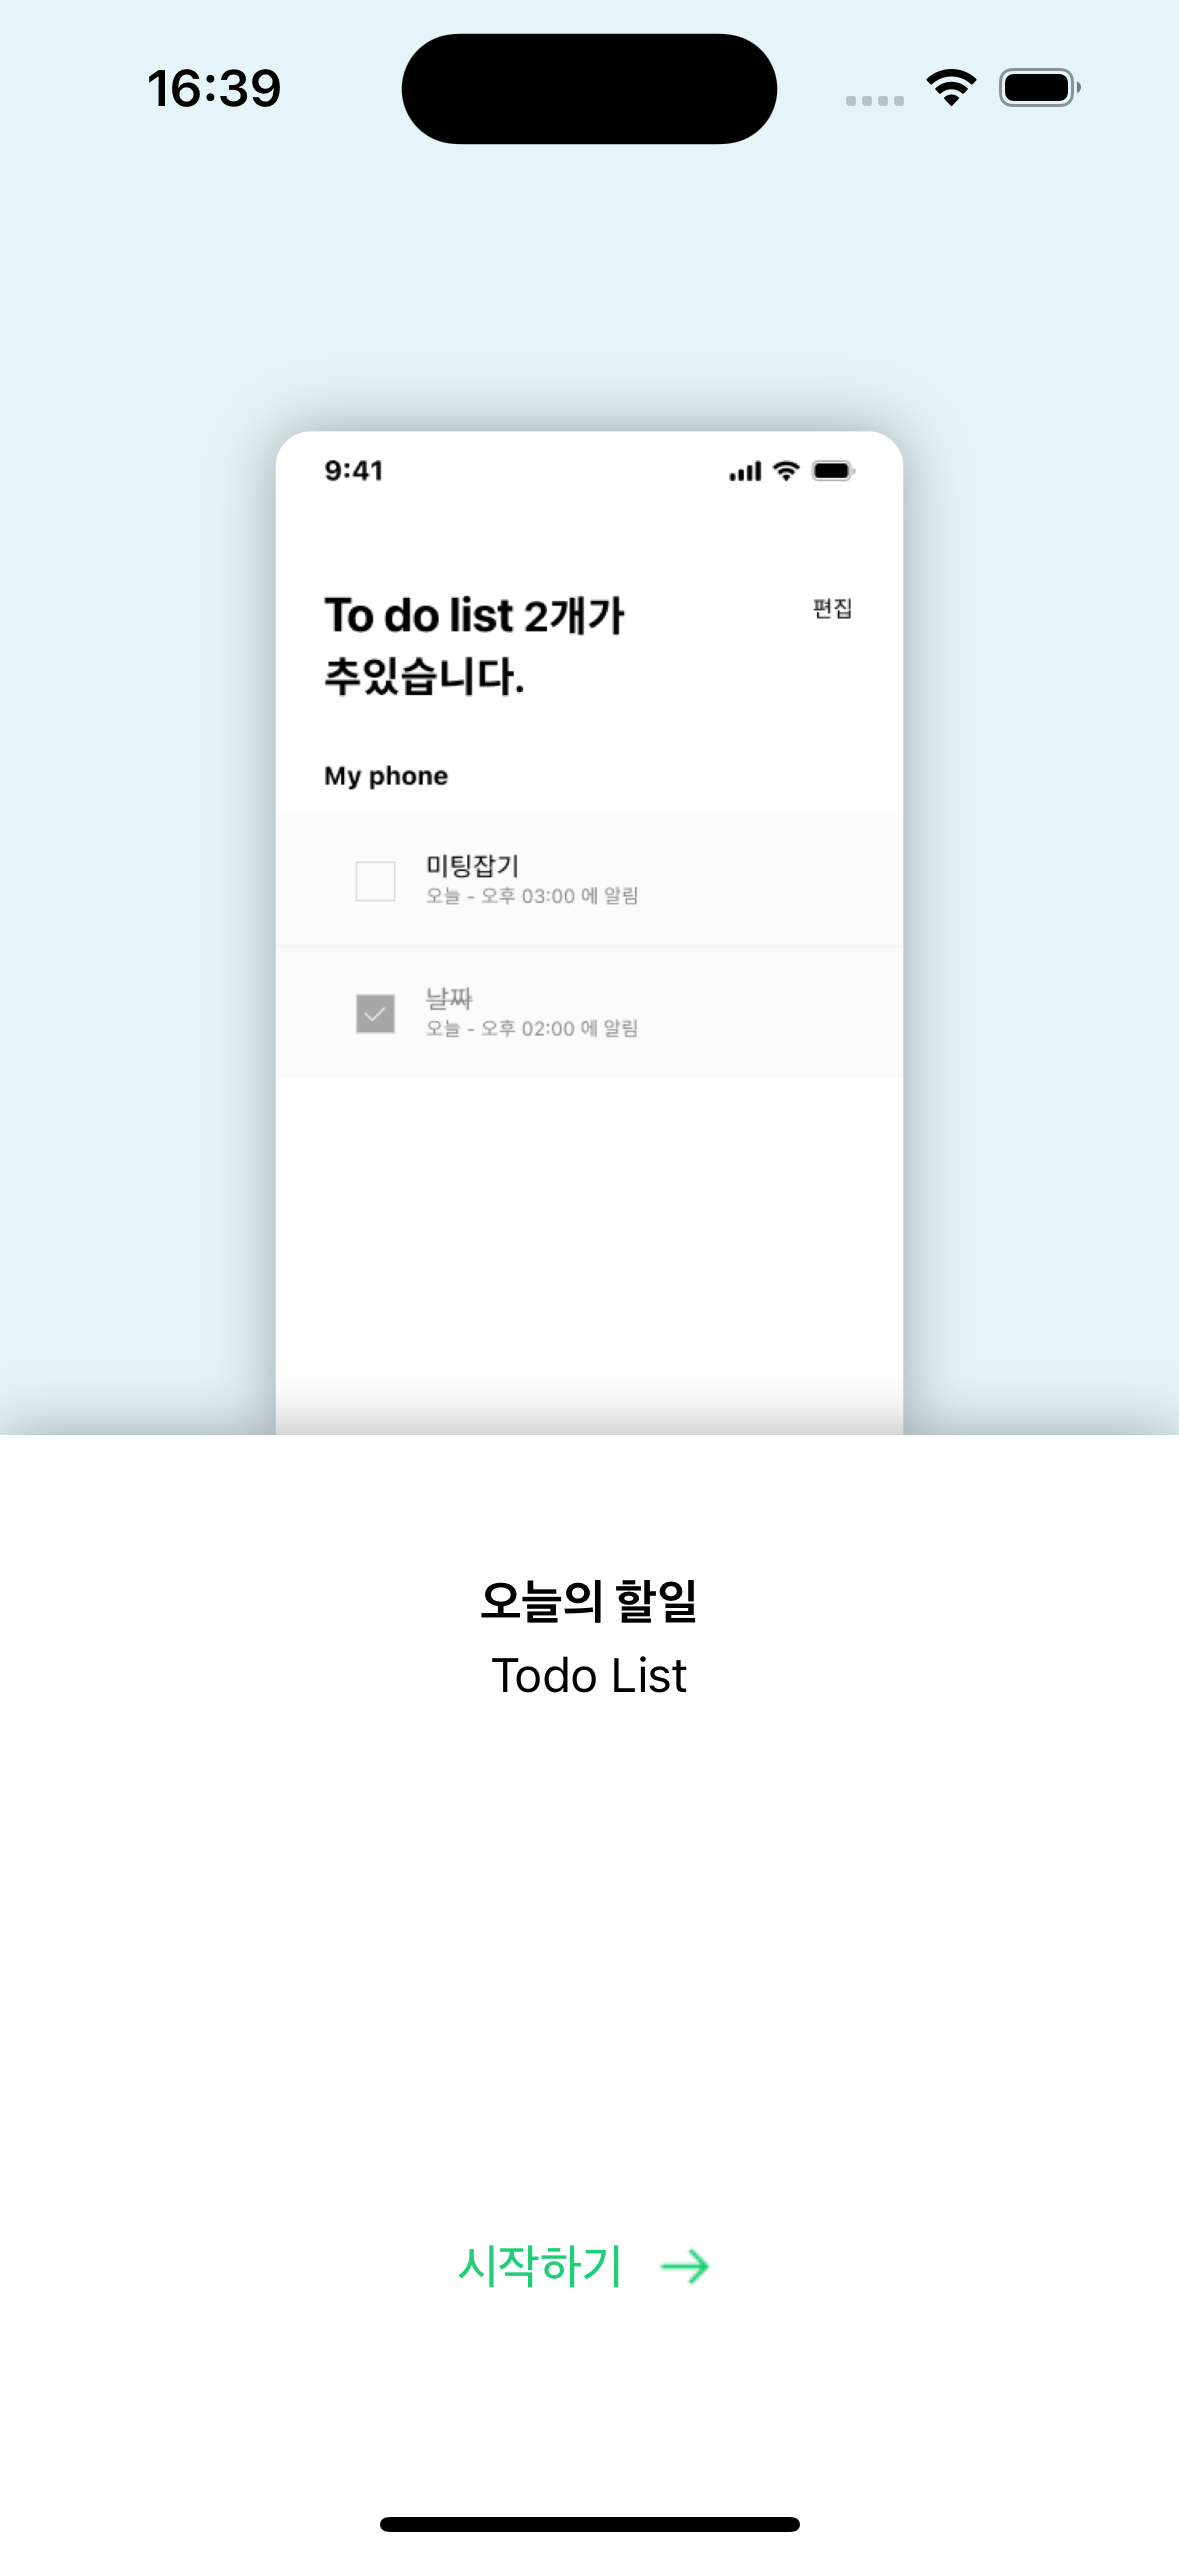 16:39
9:41
To do list 2개가
편집
추있습니다.
My phone
미팅잡기
오늘 - 오후 03:00 에 알림
날짜
오늘 - 오후 02:00 에 알림
오늘의 할일
Todo List
시작하기 →